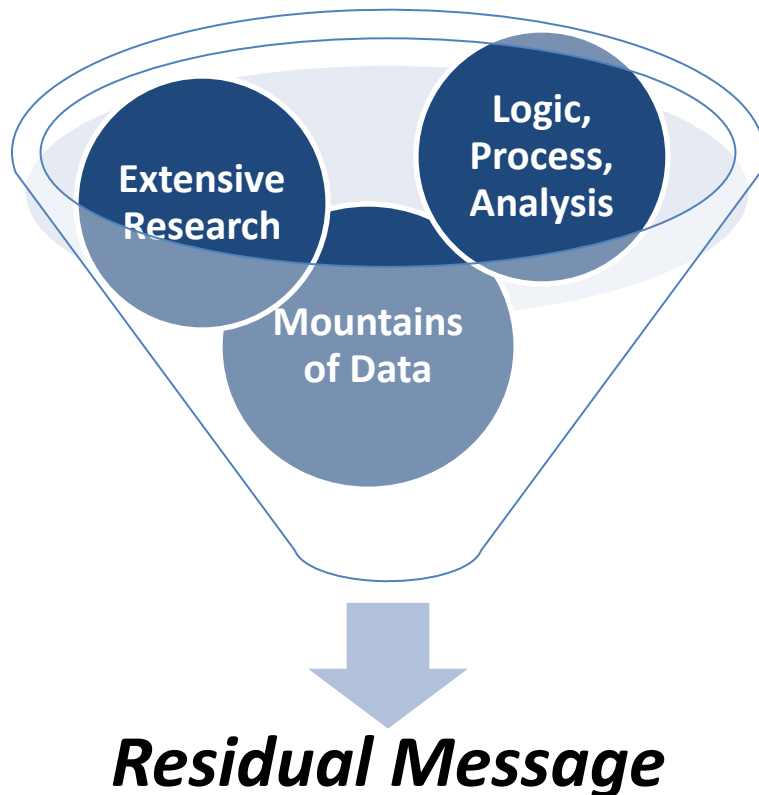 Extensive
Research
Logic,
Process,
Analysis
Mountains
of Data
Residual Message